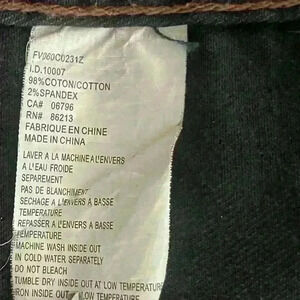 FV060C0231Z
I.D.10007
98%COTON/COTTON
2%SPANDEX
CA# 06796
RN# 86213
FABRIQUE EN CHINE
MADE IN CHINA
LAVER A LA MACHINE A L'ENVERS
A L'EAU FROIDE
SEPAREMENT
PAS DE BLANCHIMENT
SECHAGE A L'ENVERS A BASSE
TEMPERATURE
REPASSER A L'ENVERS A BASSE
TEMPERATURE
MACHINE WASH INSIDE OUT
IN COLD WATER SEPARATELY
DO NOT BLEACH
TUMBLE DRY INSIDE OUT AT LOW TEMPERATURE
IRON INSIDE OUT AT LOW TEMPERATURE